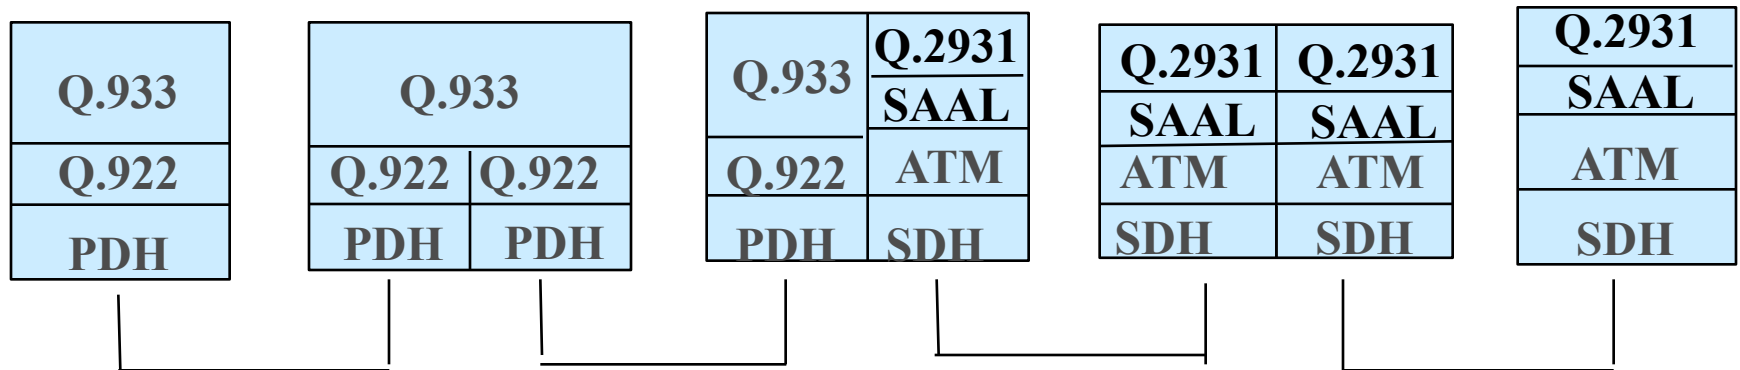 Q.933
Q.922
PDH
Q.933
Q.922 Q.922
PDH PDH
Q.933
Q.922
PDH
Q.2931
SAAL
ATM
SDH
Q.2931 Q.2931
SAAL SAAL
ATM ATM
SDH SDH
Q.2931
SAAL
ATM
SDH